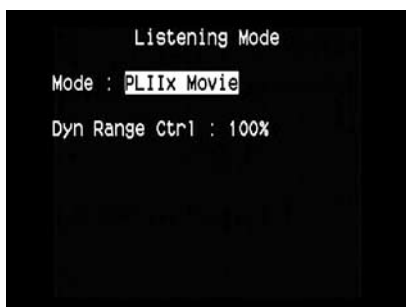 Listening Mode
Mode : PLIIx Movie
Dyn Range Ctrl : 100%